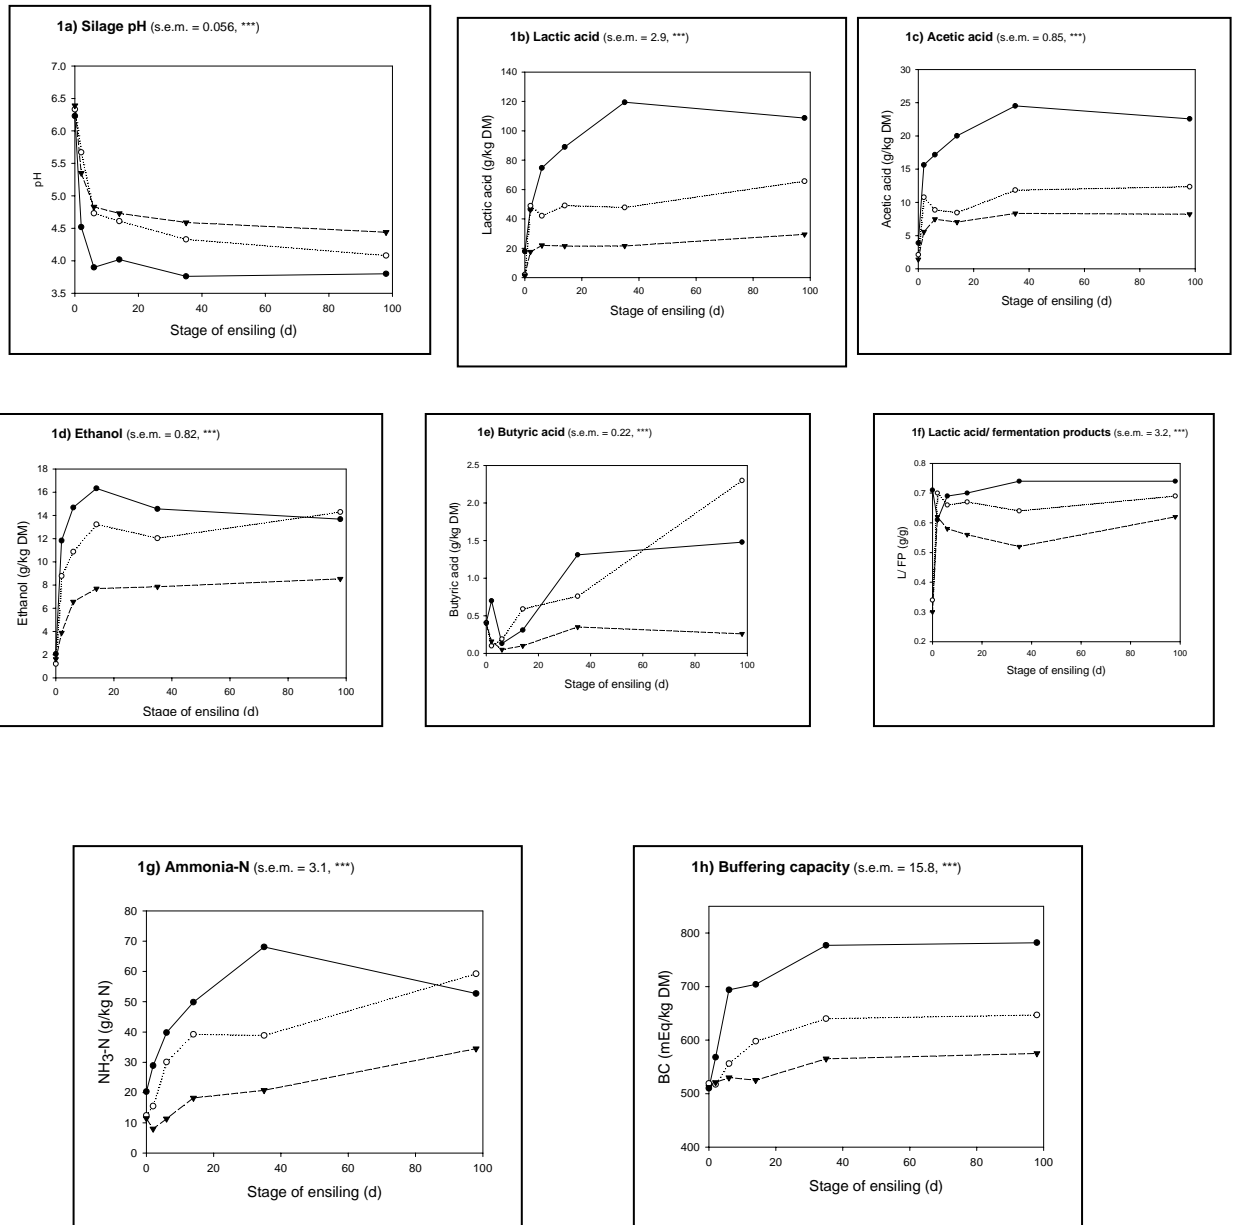 1a) Silage pH (s.e.m. = 0.056, ***)
7.0
6.5
6.0
5.5
5.0
4.5
4.0
3.5
pH
0 20 40 60 80 100
Stage of ensiling (d)
1b) Lactic acid (s.e.m. = 2.9, ***)
140
120
100
80
60
40
20
0
Lactic acid (g/kg DM)
0 20 40 60 80 100
Stage of ensiling (d)
1c) Acetic acid (s.e.m. = 0.85, ***)
30
25
20
15
10
5
0
Acetic acid (g/kg DM)
0 20 40 60 80 100
Stage of ensiling (d)
1d) Ethanol (s.e.m. = 0.82, ***)
18
16
14
12
10
8
6
4
2
0
Ethanol (g/kg DM)
0 20 40 60 80 100
Stage of ensiling (d)
1e) Butyric acid (s.e.m. = 0.22, ***)
2.5
2.0
1.5
1.0
0.5
0.0
Butyric acid (g/kg DM)
0 20 40 60 80 100
Stage of ensiling (d)
1f) Lactic acid/ fermentation products (s.e.m. = 3.2, ***)
0.8
0.7
0.6
0.5
0.4
0.3
0.2
L/ FP (g/g)
0 20 40 60 80 100
Stage of ensiling (d)
1g) Ammonia-N (s.e.m. = 3.1, ***)
80
70
60
50
40
30
20
10
0
NH3-N (g/kg N)
0 20 40 60 80 100
Stage of ensiling (d)
1h) Buffering capacity (s.e.m. = 15.8, ***)
800
700
600
500
400
BC (mEq/kg DM)
0 20 40 60 80 100
Stage of ensiling (d)